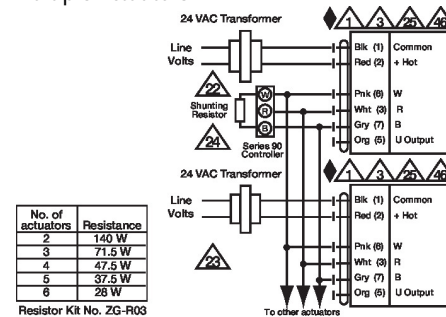 24 VAC Transformer
1 3 25 46
Line
Volts
Blk (1) Common
Red (2) + Hot
22
Pnk (6) W
Shunting
Resistor
W
R
B
Wht (3) R
Gry (7) B
Org (5) U Output
24
Series 90
Controller
24 VAC Transformer
1 3 25 46
Line
Volts
Blk (1) Common
Red (2) + Hot
23
Pnk (6) W
Wht (3) R
Gry (7) B
Org (5) U Output
To other actuators
No. of
actuators Resistance
2 140 W
3 71.5 W
4 47.5 W
5 37.5 W
6 28 W
Resistor Kit No. ZG-R03